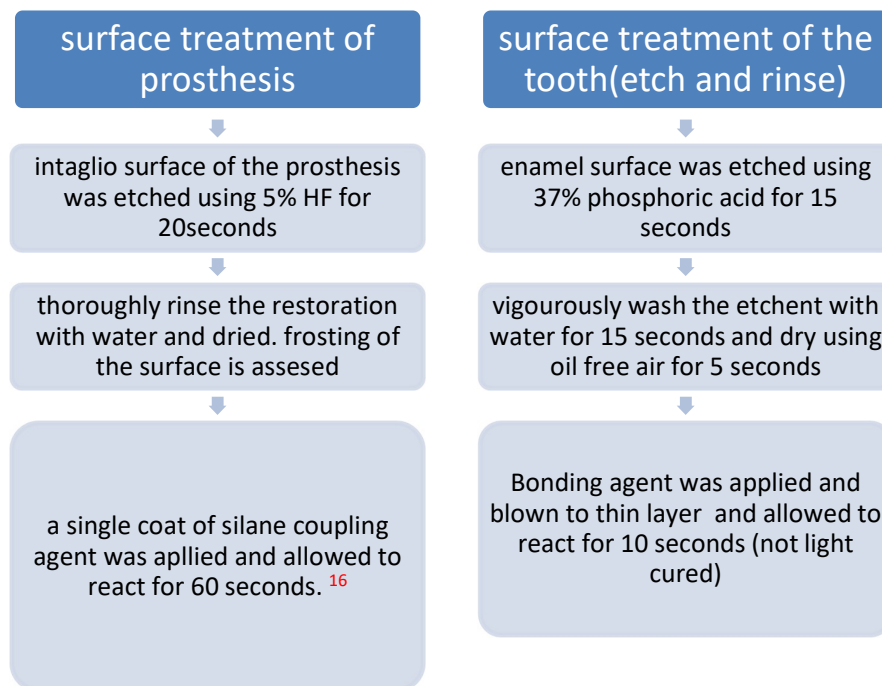 surface treatment of
prosthesis
intaglio surface of the prosthesis
was etched using 5% HF for
20seconds
thoroughly rinse the restoration
with water and dried. frosting of
the surface is assesed
a single coat of silane coupling
agent was apllied and allowed to
react for 60 seconds. 16
surface treatment of the
tooth(etch and rinse)
enamel surface was etched using
37% phosphoric acid for 15
seconds
vigourously wash the etchent with
water for 15 seconds and dry using
oil free air for 5 seconds
Bonding agent was applied and
blown to thin layer and allowed to
react for 10 seconds (not light
cured)